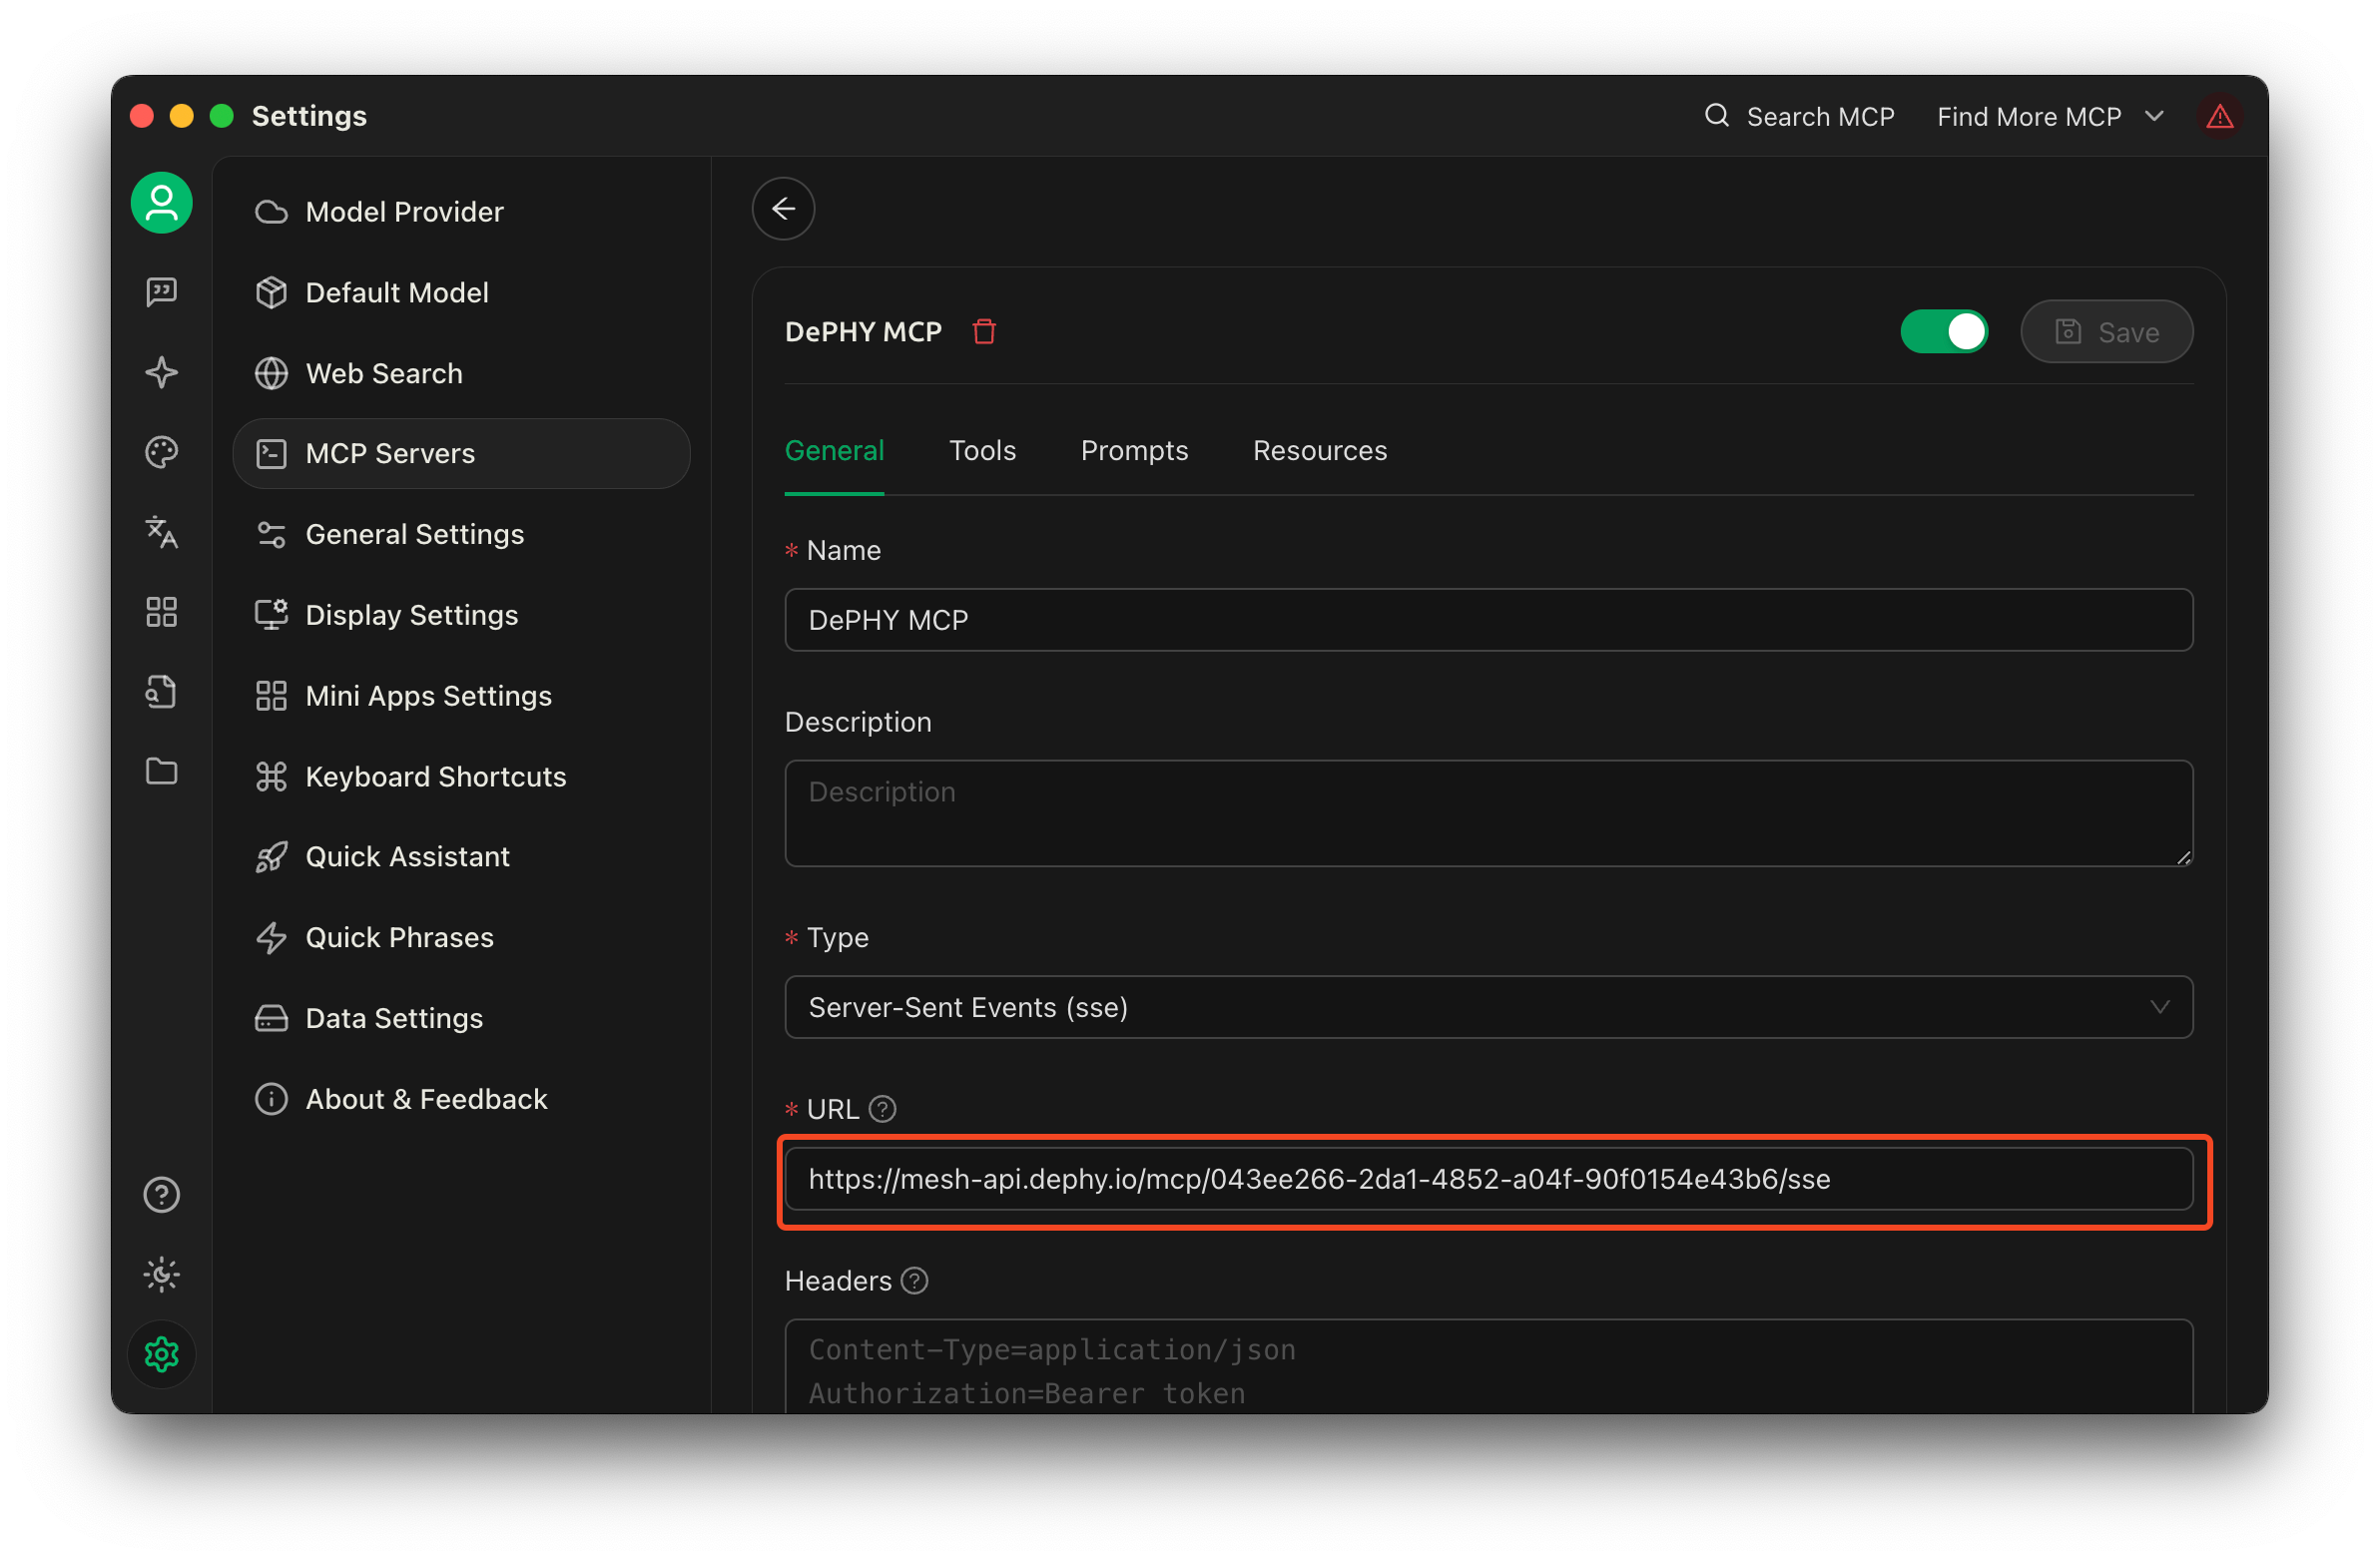 Settings
Search MCP
Find More MCP
Model Provider
Default Model
Web Search
MCP Servers
General Settings
Display Settings
Mini Apps Settings
Keyboard Shortcuts
Quick Assistant
Quick Phrases
Data Settings
About & Feedback
DePHY MCP
Save
General
Tools
Prompts
Resources
* Name
DePHY MCP
Description
Description
* Type
Server-Sent Events (sse)
* URL
https://mesh-api.dephy.io/mcp/043ee266-2da1-4852-a04f-90f0154e43b6/sse
Headers
Content-Type=application/json
Authorization=Bearer token